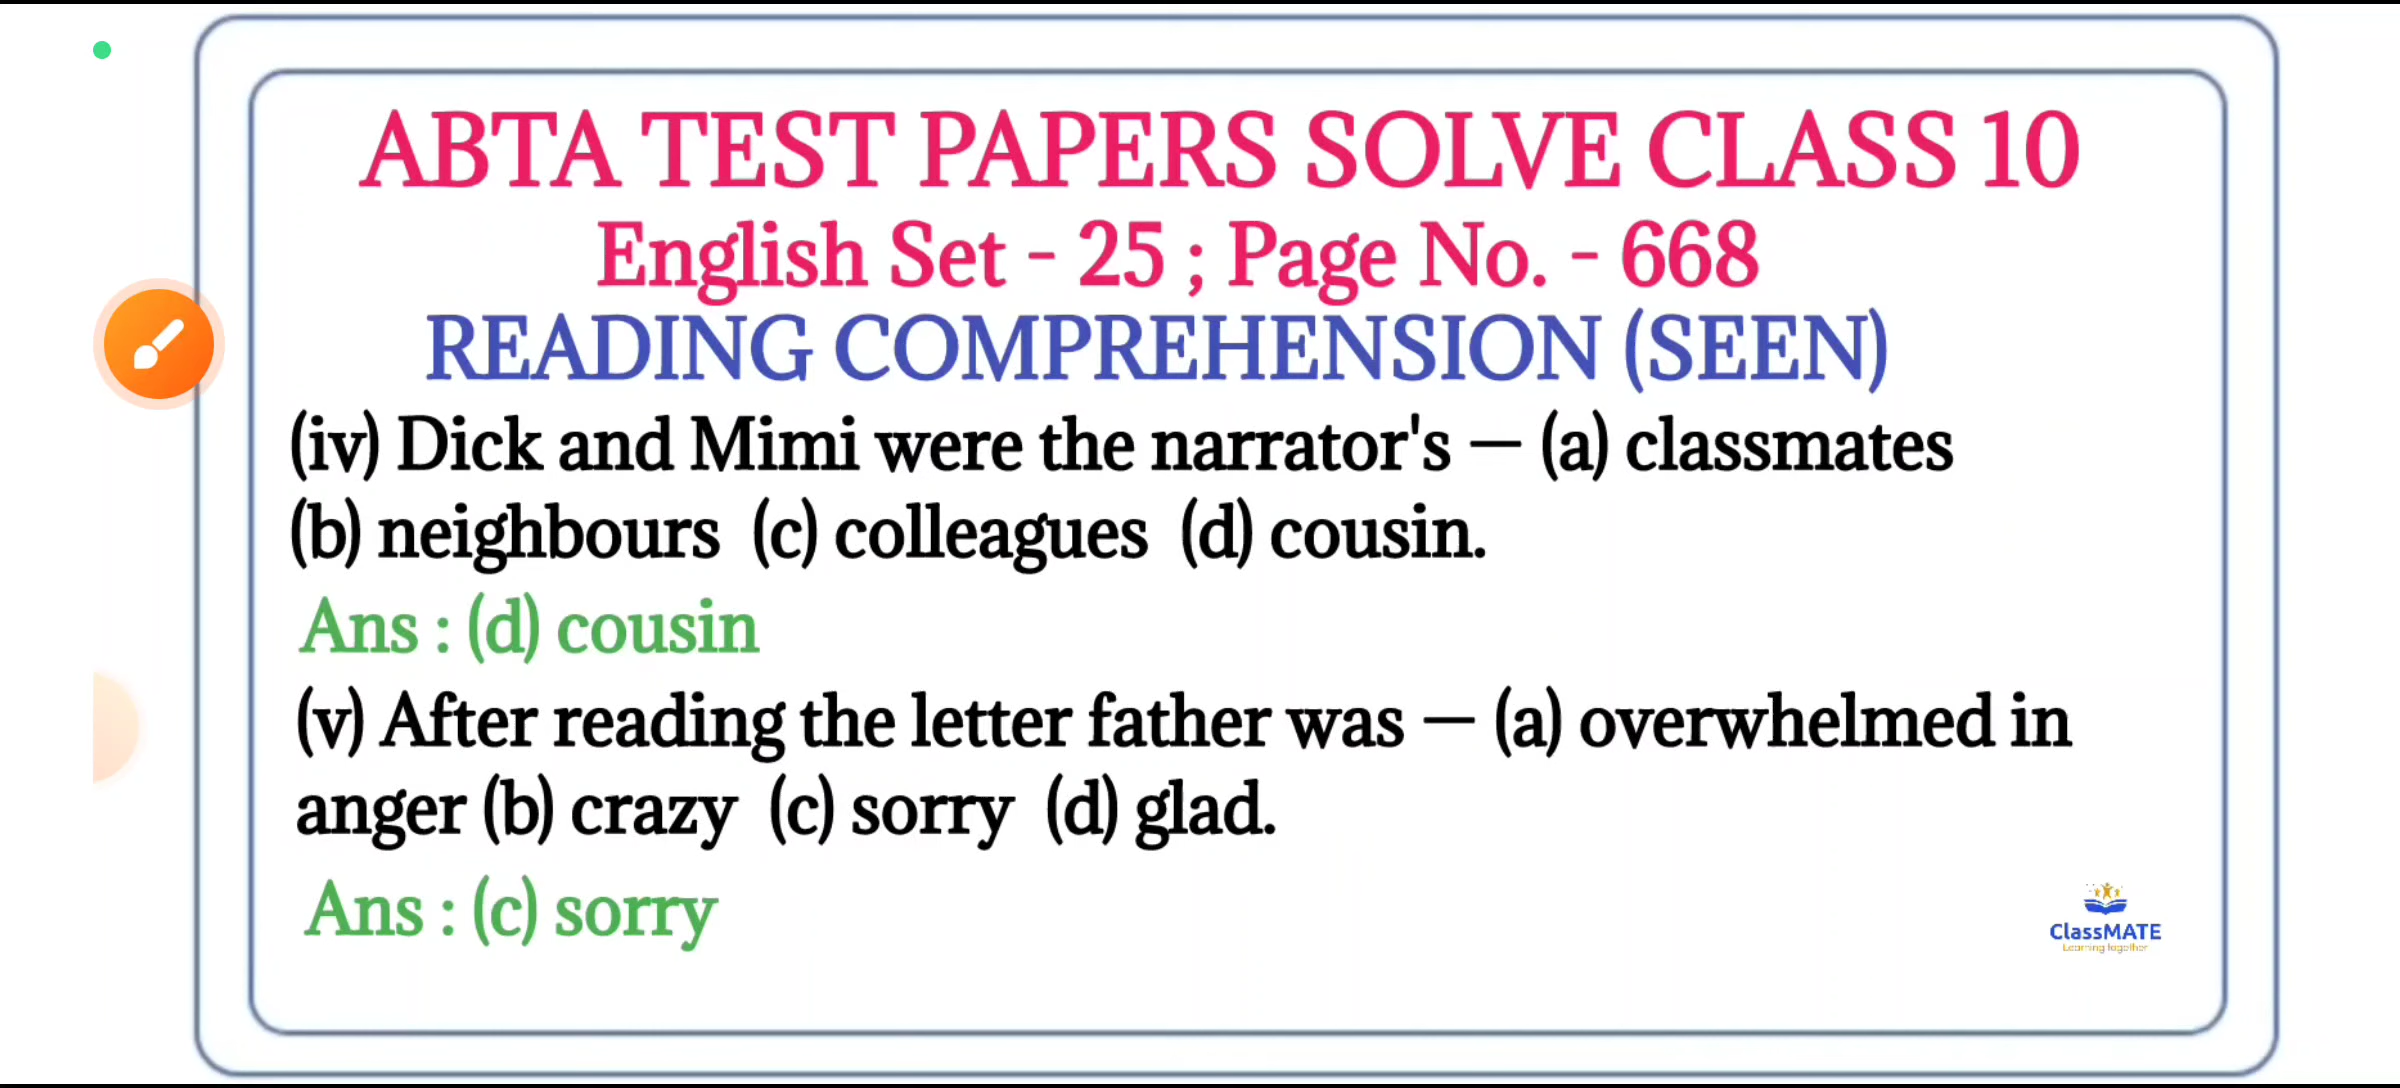 ABTA TEST PAPERS SOLVE CLASS 10
English Set - 25 ; Page No. - 668
READING COMPREHENSION (SEEN)
(iv) Dick and Mimi were the narrator's — (a) classmates
(b) neighbours (c) colleagues (d) cousin.
Ans : (d) cousin
(v) After reading the letter father was — (a) overwhelmed in
anger (b) crazy (c) sorry (d) glad.
Ans : (c) sorry
ClassMATE
Learning together